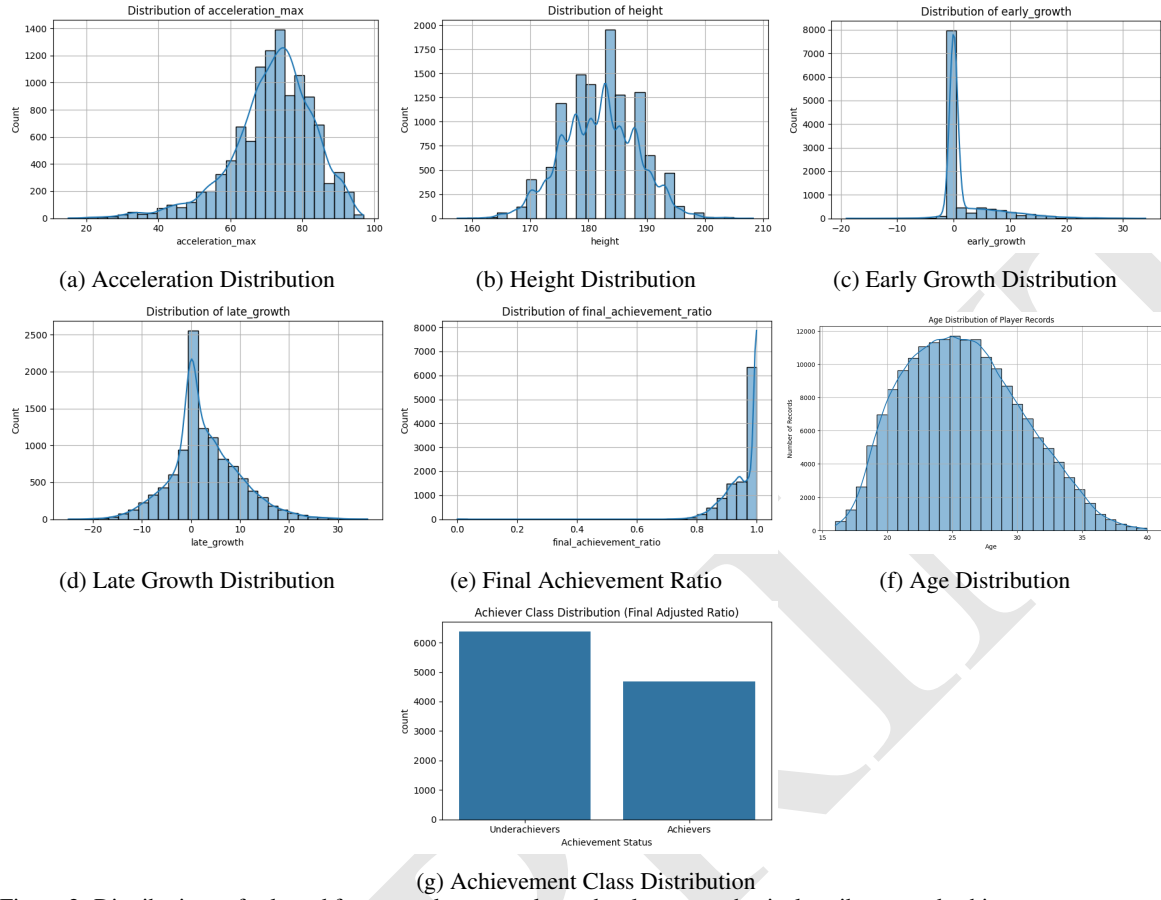 Distribution of acceleration_max
Count
1400
1200
1000
800
600
400
200
0
20 40 60 80 100
acceleration_max
(a) Acceleration Distribution
Distribution of height
Count
2000
1750
1500
1250
1000
750
500
250
0
160 170 180 190 200 210
height
(b) Height Distribution
Distribution of early_growth
Count
8000
7000
6000
5000
4000
3000
2000
1000
0
−20 −10 0 10 20 30
early_growth
(c) Early Growth Distribution
Distribution of late_growth
Count
2500
2000
1500
1000
500
0
−20 −10 0 10 20 30
late_growth
(d) Late Growth Distribution
Distribution of final_achievement_ratio
Count
8000
7000
6000
5000
4000
3000
2000
1000
0
0.0 0.2 0.4 0.6 0.8 1.0
final_achievement_ratio
(e) Final Achievement Ratio
Age Distribution of Player Records
Number of Records
12000
10000
8000
6000
4000
2000
0
15 20 25 30 35 40
Age
(f) Age Distribution
Achiever Class Distribution (Final Adjusted Ratio)
count
6000
5000
4000
3000
2000
1000
0
Underachievers Achievers
Achievement Status
(g) Achievement Class Distribution